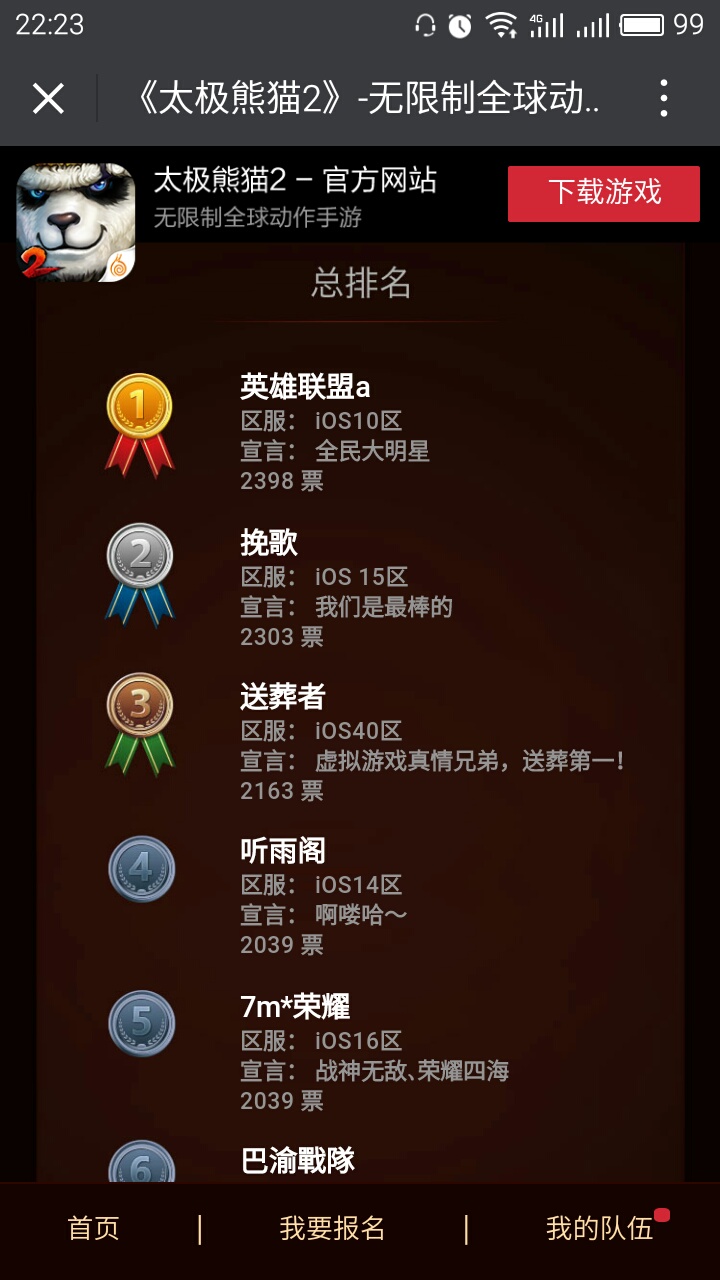 22:23
4G
99
《太极熊猫2》-无限制全球动..
太极熊猫2 – 官方网站
无限制全球动作手游
下载游戏
2
总排名
1
英雄联盟a
区服： iOS10区
宣言： 全民大明星
2398 票
2
挽歌
区服： iOS 15区
宣言： 我们是最棒的
2303 票
3
送葬者
区服： iOS40区
宣言： 虚拟游戏真情兄弟，送葬第一！
2163 票
4
听雨阁
区服： iOS14区
宣言： 啊喽哈～
2039 票
5
7m*荣耀
区服： iOS16区
宣言： 战神无敌、荣耀四海
2039 票
6
巴渝戰隊
首页 | 我要报名 | 我的队伍